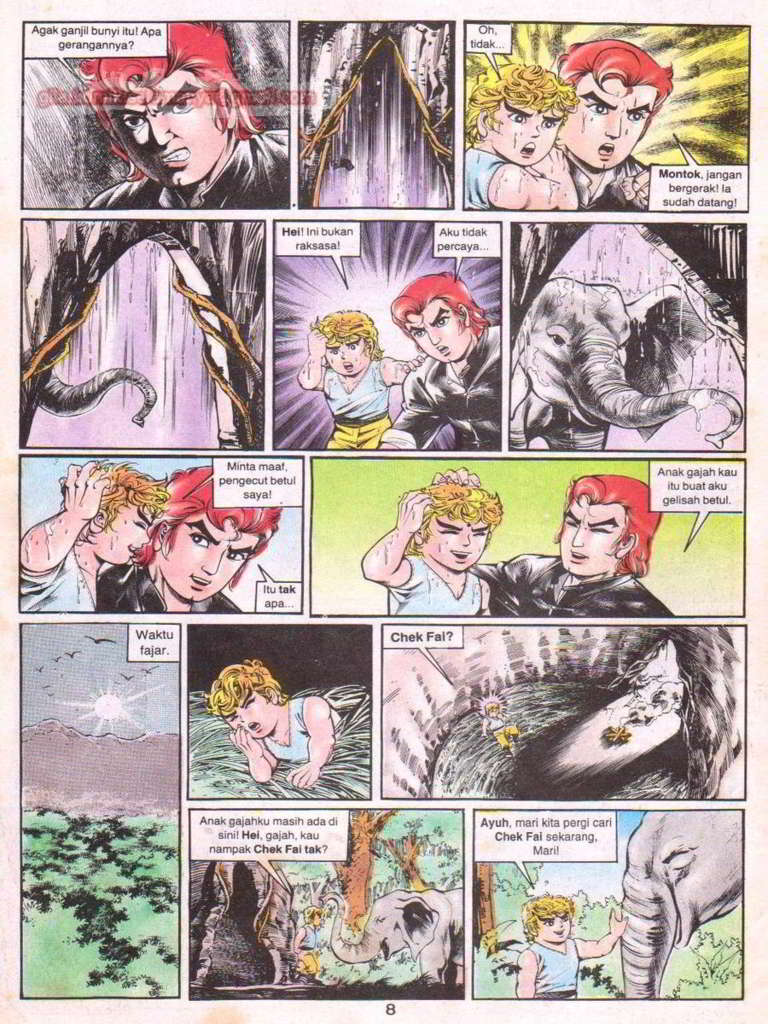 Agak ganjil bunyi itu! Apa
gerangannya?
Oh,
tidak...
Montok, jangan
bergerak! Ia
sudah datang!
Hei! Ini bukan
raksasa!
Aku tidak
percaya...
Minta maaf,
pengecut betul
saya!
Itu tak
apa...
Anak gajah kau
itu buat aku
gelisah betul.
Waktu
fajar.
Chek Fai?
Anak gajahku masih ada di
sini! Hei, gajah, kau
nampak Chek Fai tak?
Ayuh, mari kita pergi cari
Chek Fai sekarang,
Mari!
8